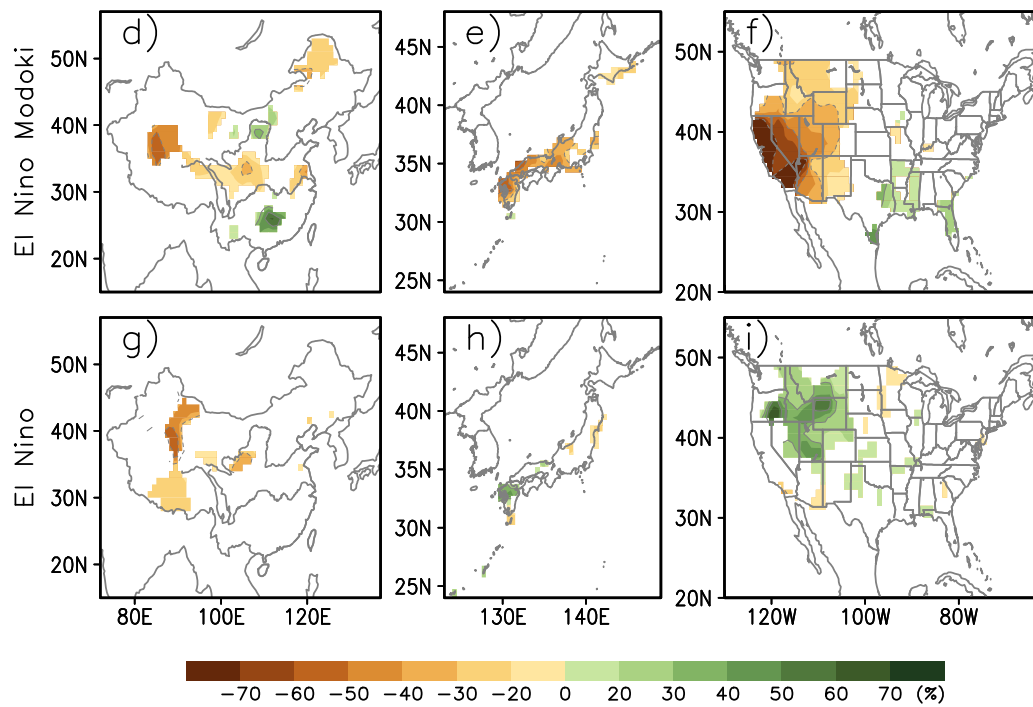 d) e) f)
50N 45N 50N
40N 40N 40N
35N
30N 30N 30N
20N 25N 20N
El Nino Modoki
g) h) i)
50N 45N 50N
40N 40N 40N
35N
30N 30N 30N
20N 25N 20N
El Nino
80E 100E 120E 130E 140E 120W 100W 80W
−70 −60 −50 −40 −30 −20 0 20 30 40 50 60 70 (%)